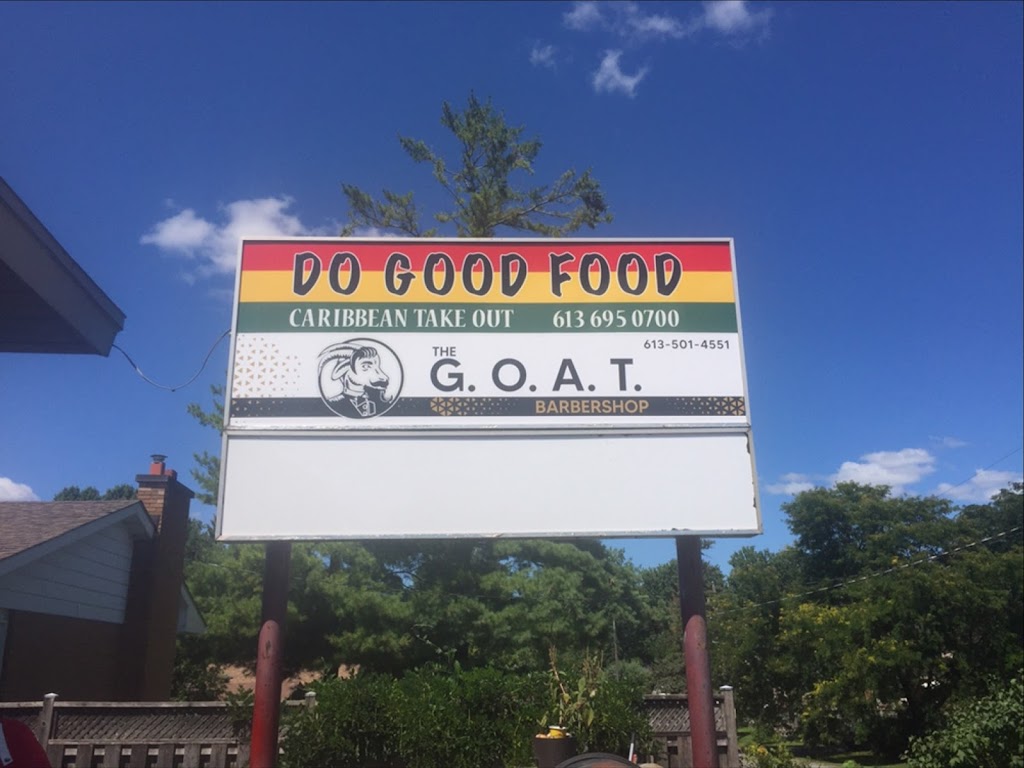 DO GOOD FOOD
CARIBBEAN TAKE OUT 613 695 0700
613-501-4551
THE
G. O. A. T.
BARBERSHOP